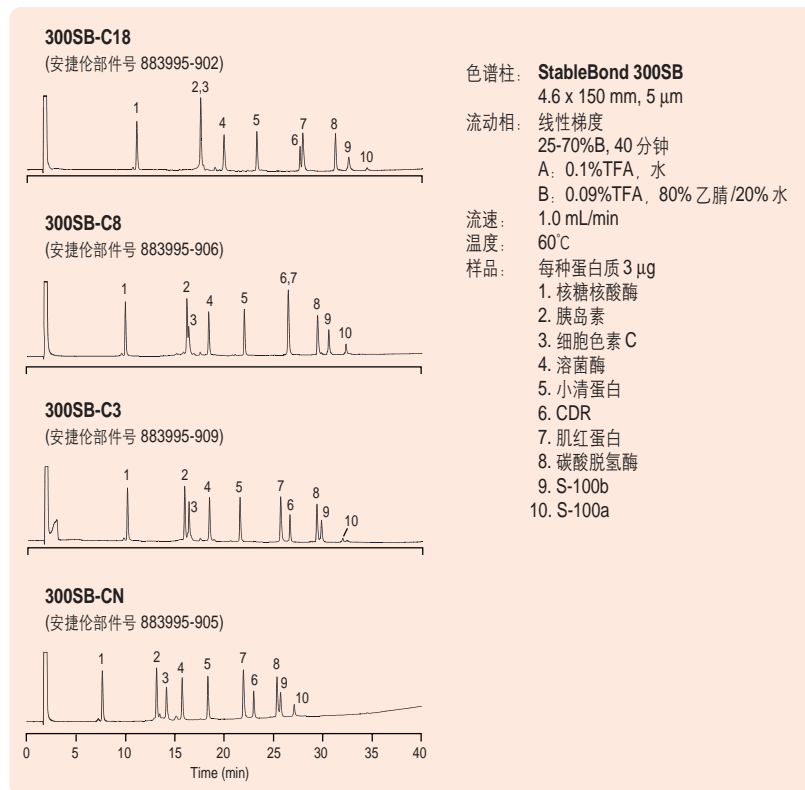 300SB-C18
(安捷伦部件号 883995-902)
1
2,3
4
5
6
7
8
9
10
300SB-C8
(安捷伦部件号 883995-906)
1
2
3
4
5
6,7
8
9
10
300SB-C3
(安捷伦部件号 883995-909)
1
2
3
4
5
7
6
8
9
10
300SB-CN
(安捷伦部件号 883995-905)
1
2
3
4
5
7
6
8
9
10
0 5 10 15 20 25 30 35 40
Time (min)
色谱柱： StableBond 300SB
4.6 x 150 mm, 5 µm
流动相： 线性梯度
25-70%B, 40 分钟
A：0.1%TFA，水
B：0.09%TFA，80% 乙腈/20% 水
流速： 1.0 mL/min
温度： 60℃
样品： 每种蛋白质 3 µg
1. 核糖核酸酶
2. 胰岛素
3. 细胞色素 C
4. 溶菌酶
5. 小清蛋白
6. CDR
7. 肌红蛋白
8. 碳酸脱氢酶
9. S-100b
10. S-100a